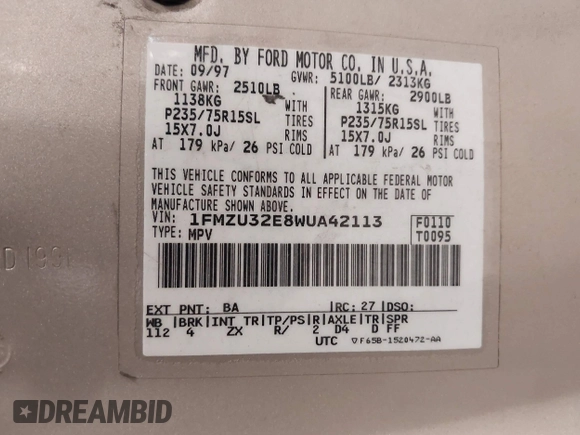 MFD. BY FORD MOTOR CO. IN U.S.A.
DATE: 09/97 GVWR: 5100LB/ 2313KG
FRONT GAWR: 2510LB REAR GAWR: 2900LB
1138KG WITH 1315KG WITH
P235/75R15SL TIRES P235/75R15SL TIRES
15X7.0J RIMS 15X7.0J RIMS
AT 179 kPa/ 26 PSI COLD AT 179 kPa/ 26 PSI COLD
THIS VEHICLE CONFORMS TO ALL APPLICABLE FEDERAL MOTOR
VEHICLE SAFETY STANDARDS IN EFFECT ON THE DATE OF
MANUFACTURE SHOWN ABOVE.
VIN: 1FMZU32E8WUA42113 F0110
TYPE: MPV T0095
EXT PNT: BA RC: 27 DSO:
WB BRK INT TR TP/PS R AXLE TR SPR
112 4 ZX R/ 2 D4 D FF
UTC ▽F65B-1520472-AA
DREAMBID